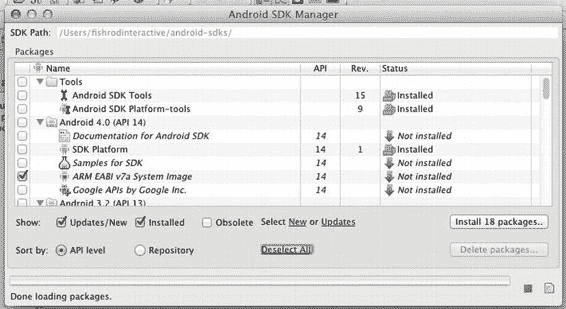 Android SDK Manager
SDK Path: /Users/fishrodinteractive/android-sdks/
Packages
Name API Rev. Status
Tools
Android SDK Tools 15 Installed
Android SDK Platform-tools 9 Installed
Android 4.0 (API 14)
Documentation for Android SDK 14 Not installed
SDK Platform 14 1 Installed
Samples for SDK 14 Not installed
ARM EABI v7a System Image 14 Not installed
Google APIs by Google Inc. 14 Not installed
Android 3.2 (API 13)
Show: Updates/New Installed Obsolete Select New or Updates Install 18 packages..
Sort by: API level Repository Deselect All Delete packages...
Done loading packages.